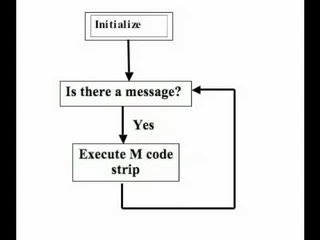 Initialize
Is there a message?
Yes
Execute M code
strip